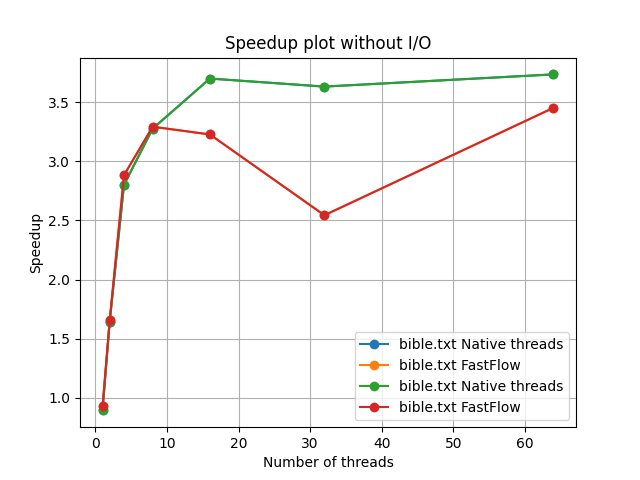 Speedup plot without I/O
3.5
3.0
2.5
2.0
1.5
1.0
Speedup
bible.txt Native threads
bible.txt FastFlow
bible.txt Native threads
bible.txt FastFlow
0 10 20 30 40 50 60
Number of threads